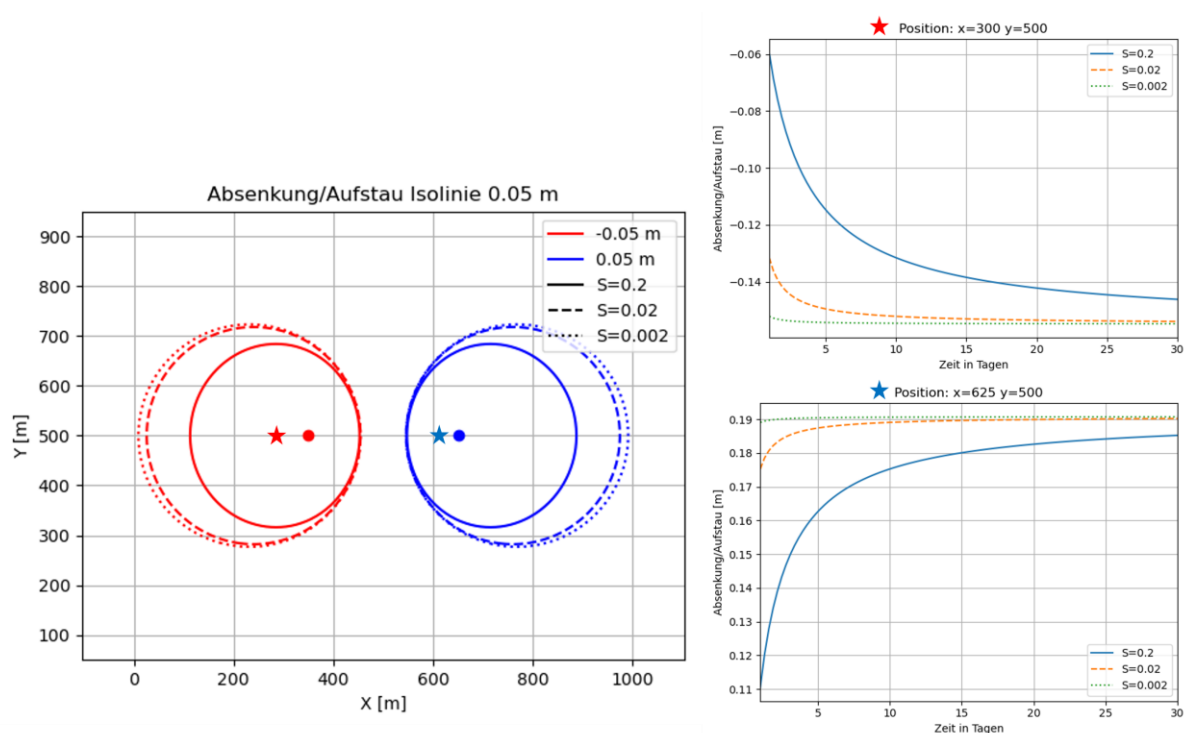 Absenkung/Aufstau Isolinie 0.05 m
-0.05 m
0.05 m
S=0.2
S=0.02
S=0.002
900
800
700
600
500
400
300
200
100
Y [m]
0
200
400
600
800
1000
X [m]
Position: x=300 y=500
S=0.2
S=0.02
S=0.002
−0.06
−0.08
−0.10
−0.12
−0.14
Absenkung/Aufstau [m]
5
10
15
20
25
30
Zeit in Tagen
Position: x=625 y=500
0.19
0.18
0.17
0.16
0.15
0.14
0.13
0.12
0.11
Absenkung/Aufstau [m]
S=0.2
S=0.02
S=0.002
5
10
15
20
25
30
Zeit in Tagen